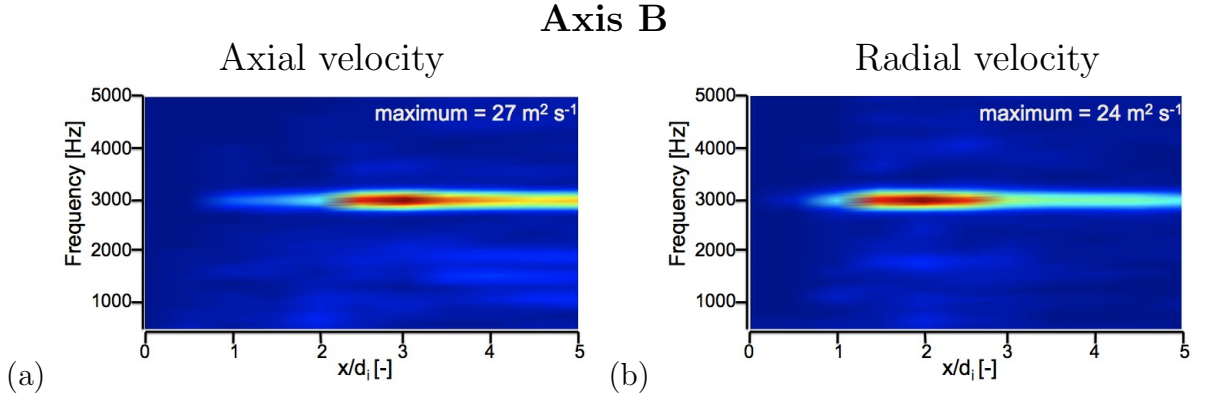 Axis B
Axial velocity
Radial velocity
maximum = 27 m² s⁻¹
5000
4000
3000
2000
1000
Frequency [Hz]
0 1 2 3 4 5
x/dᵢ [-]
(a)
maximum = 24 m² s⁻¹
5000
4000
3000
2000
1000
Frequency [Hz]
0 1 2 3 4 5
x/dᵢ [-]
(b)